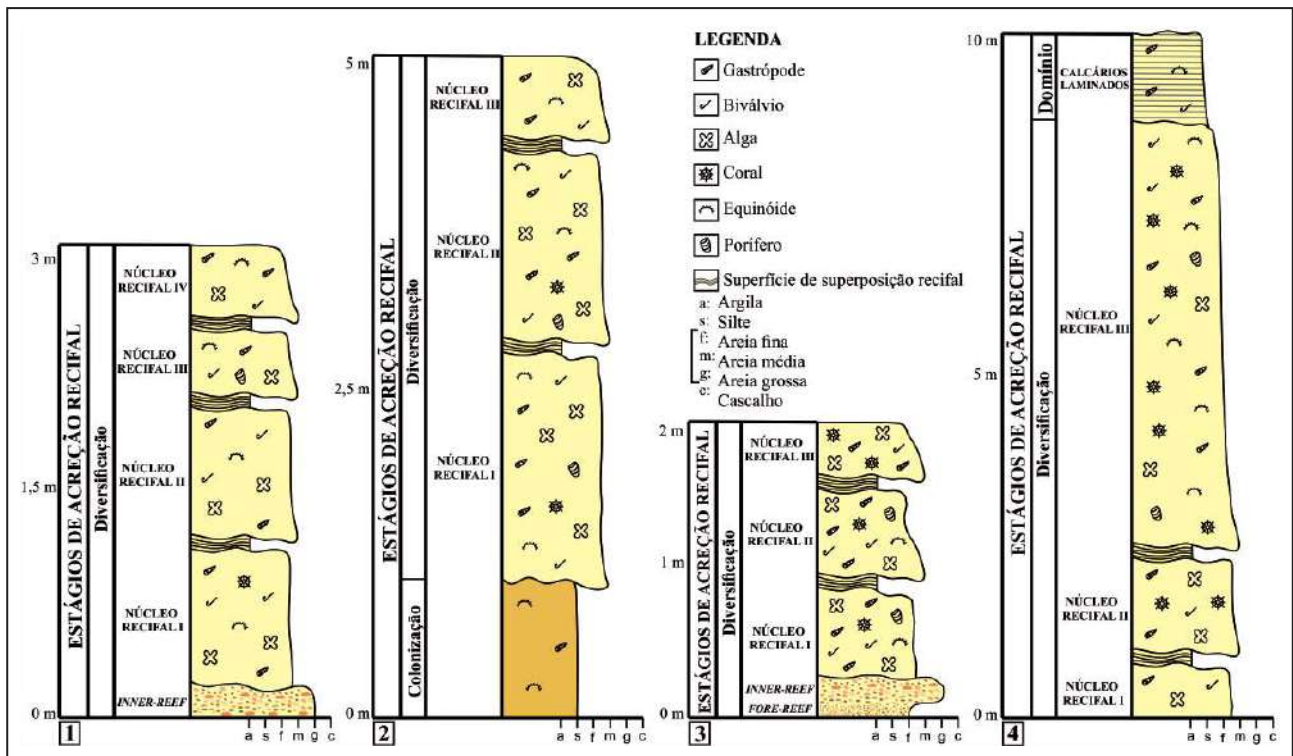 3 m
1,5 m
0 m
ESTÁGIOS DE ACREÇÃO RECIFAL
Diversificação
NÚCLEO
RECIFAL IV
NÚCLEO
RECIFAL III
NÚCLEO
RECIFAL II
NÚCLEO
RECIFAL I
INNER-REEF
1
a s f m g c
5 m
2,5 m
0 m
ESTÁGIOS DE ACREÇÃO RECIFAL
Diversificação
Colonização
NÚCLEO
RECIFAL III
NÚCLEO
RECIFAL II
NÚCLEO
RECIFAL I
2
a s f m g c
LEGENDA
Gastrópode
Biválvio
Alga
Coral
Equinóide
Porifero
Superfície de superposição recifal
a: Argila
s: Silte
f: Areia fina
m: Areia média
g: Areia grossa
c: Cascalho
2 m
1 m
0 m
ESTÁGIOS DE ACREÇÃO RECIFAL
Diversificação
NÚCLEO
RECIFAL III
NÚCLEO
RECIFAL II
NÚCLEO
RECIFAL I
INNER-REEF
FORE-REEF
3
a s f m g c
10 m
5 m
0 m
ESTÁGIOS DE ACREÇÃO RECIFAL
Domínio
Diversificação
CALCÁRIOS
LAMINADOS
NÚCLEO
RECIFAL III
NÚCLEO
RECIFAL II
NÚCLEO
RECIFAL I
4
a s f m g c